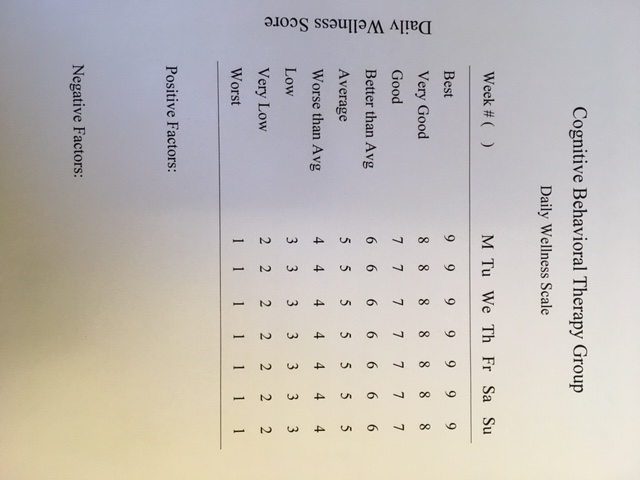 Cognitive Behavioral Therapy Group
Daily Wellness Scale
Week # ( ) M Tu We Th Fr Sa Su
Best 9 9 9 9 9 9 9
Very Good 8 8 8 8 8 8 8
Good 7 7 7 7 7 7 7
Better than Avg 6 6 6 6 6 6 6
Average 5 5 5 5 5 5 5
Worse than Avg 4 4 4 4 4 4 4
Low 3 3 3 3 3 3 3
Very Low 2 2 2 2 2 2 2
Worst 1 1 1 1 1 1 1
Daily Wellness Score
Positive Factors:
Negative Factors: